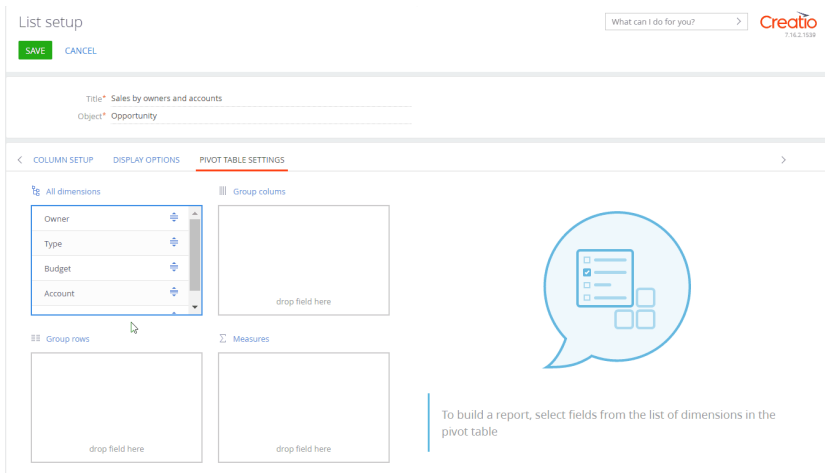 List setup
What can I do for you?
Creatio
7.16.2.1539
SAVE CANCEL
Title* Sales by owners and accounts
Object* Opportunity
COLUMN SETUP DISPLAY OPTIONS PIVOT TABLE SETTINGS
All dimensions
Group colums
Owner
Type
Budget
Account
drop field here
Group rows
Measures
drop field here
drop field here
To build a report, select fields from the list of dimensions in the
pivot table